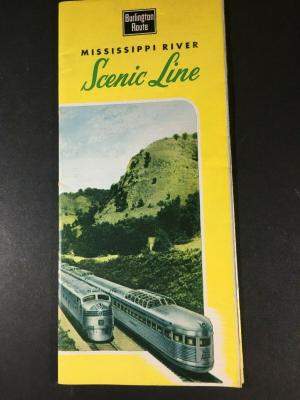 Burlington
Route
MISSISSIPPI RIVER
Scenic Line